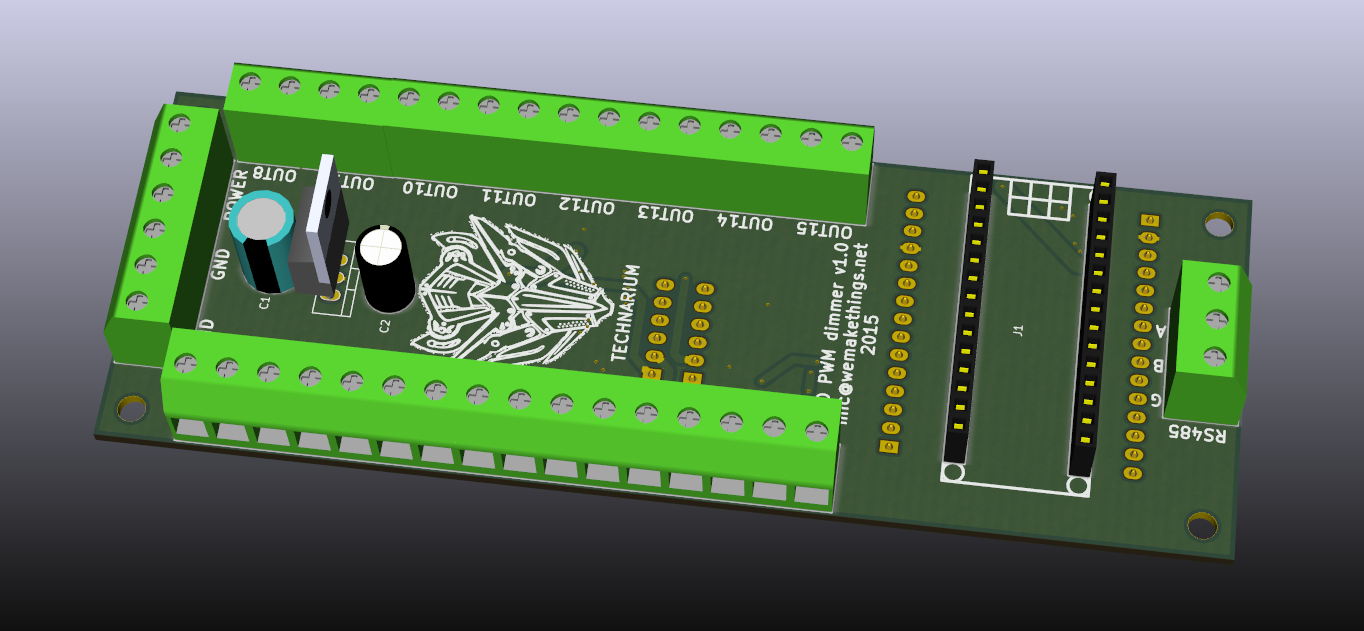 OUT8
OUT10
OUT11
OUT12
OUT13
OUT14
OUT15
POWER
GND
C1
C2
TECHNARIUM
PWM dimmer v1.0
@wemakethings.net
2015
J1
A
B
G
RS485